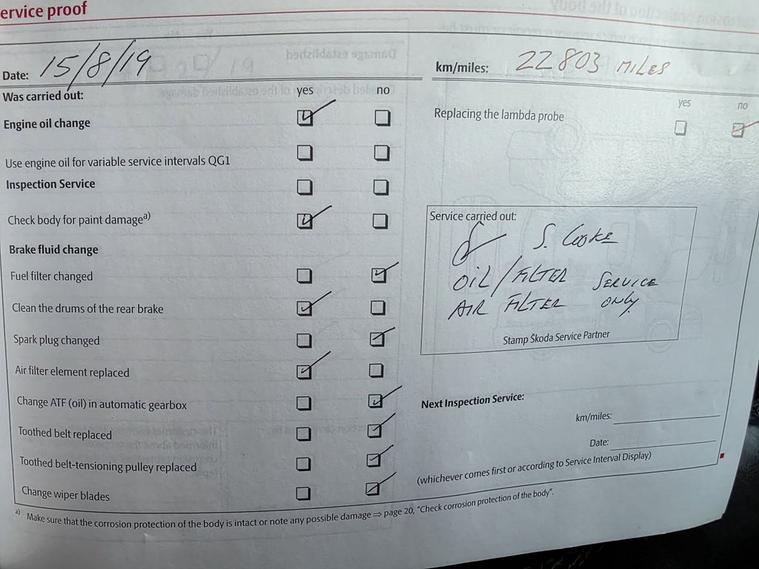 ervice proof
Date: 15/8/19
km/miles: 22803 MILES
Was carried out: yes no
yes no
Engine oil change
Replacing the lambda probe
Use engine oil for variable service intervals QG1
Inspection Service
Check body for paint damage a)
Brake fluid change
Fuel filter changed
Clean the drums of the rear brake
Spark plug changed
Air filter element replaced
Change ATF (oil) in automatic gearbox
Toothed belt replaced
Toothed belt-tensioning pulley replaced
Change wiper blades
Service carried out:
S. Cooke
OIL/FILTER SERVICE
AIR FILTER ONLY
Stamp Škoda Service Partner
Next Inspection Service:
km/miles:
Date:
(whichever comes first or according to Service Interval Display)
a) Make sure that the corrosion protection of the body is intact or note any possible damage ⇒ page 20, "Check corrosion protection of the body".